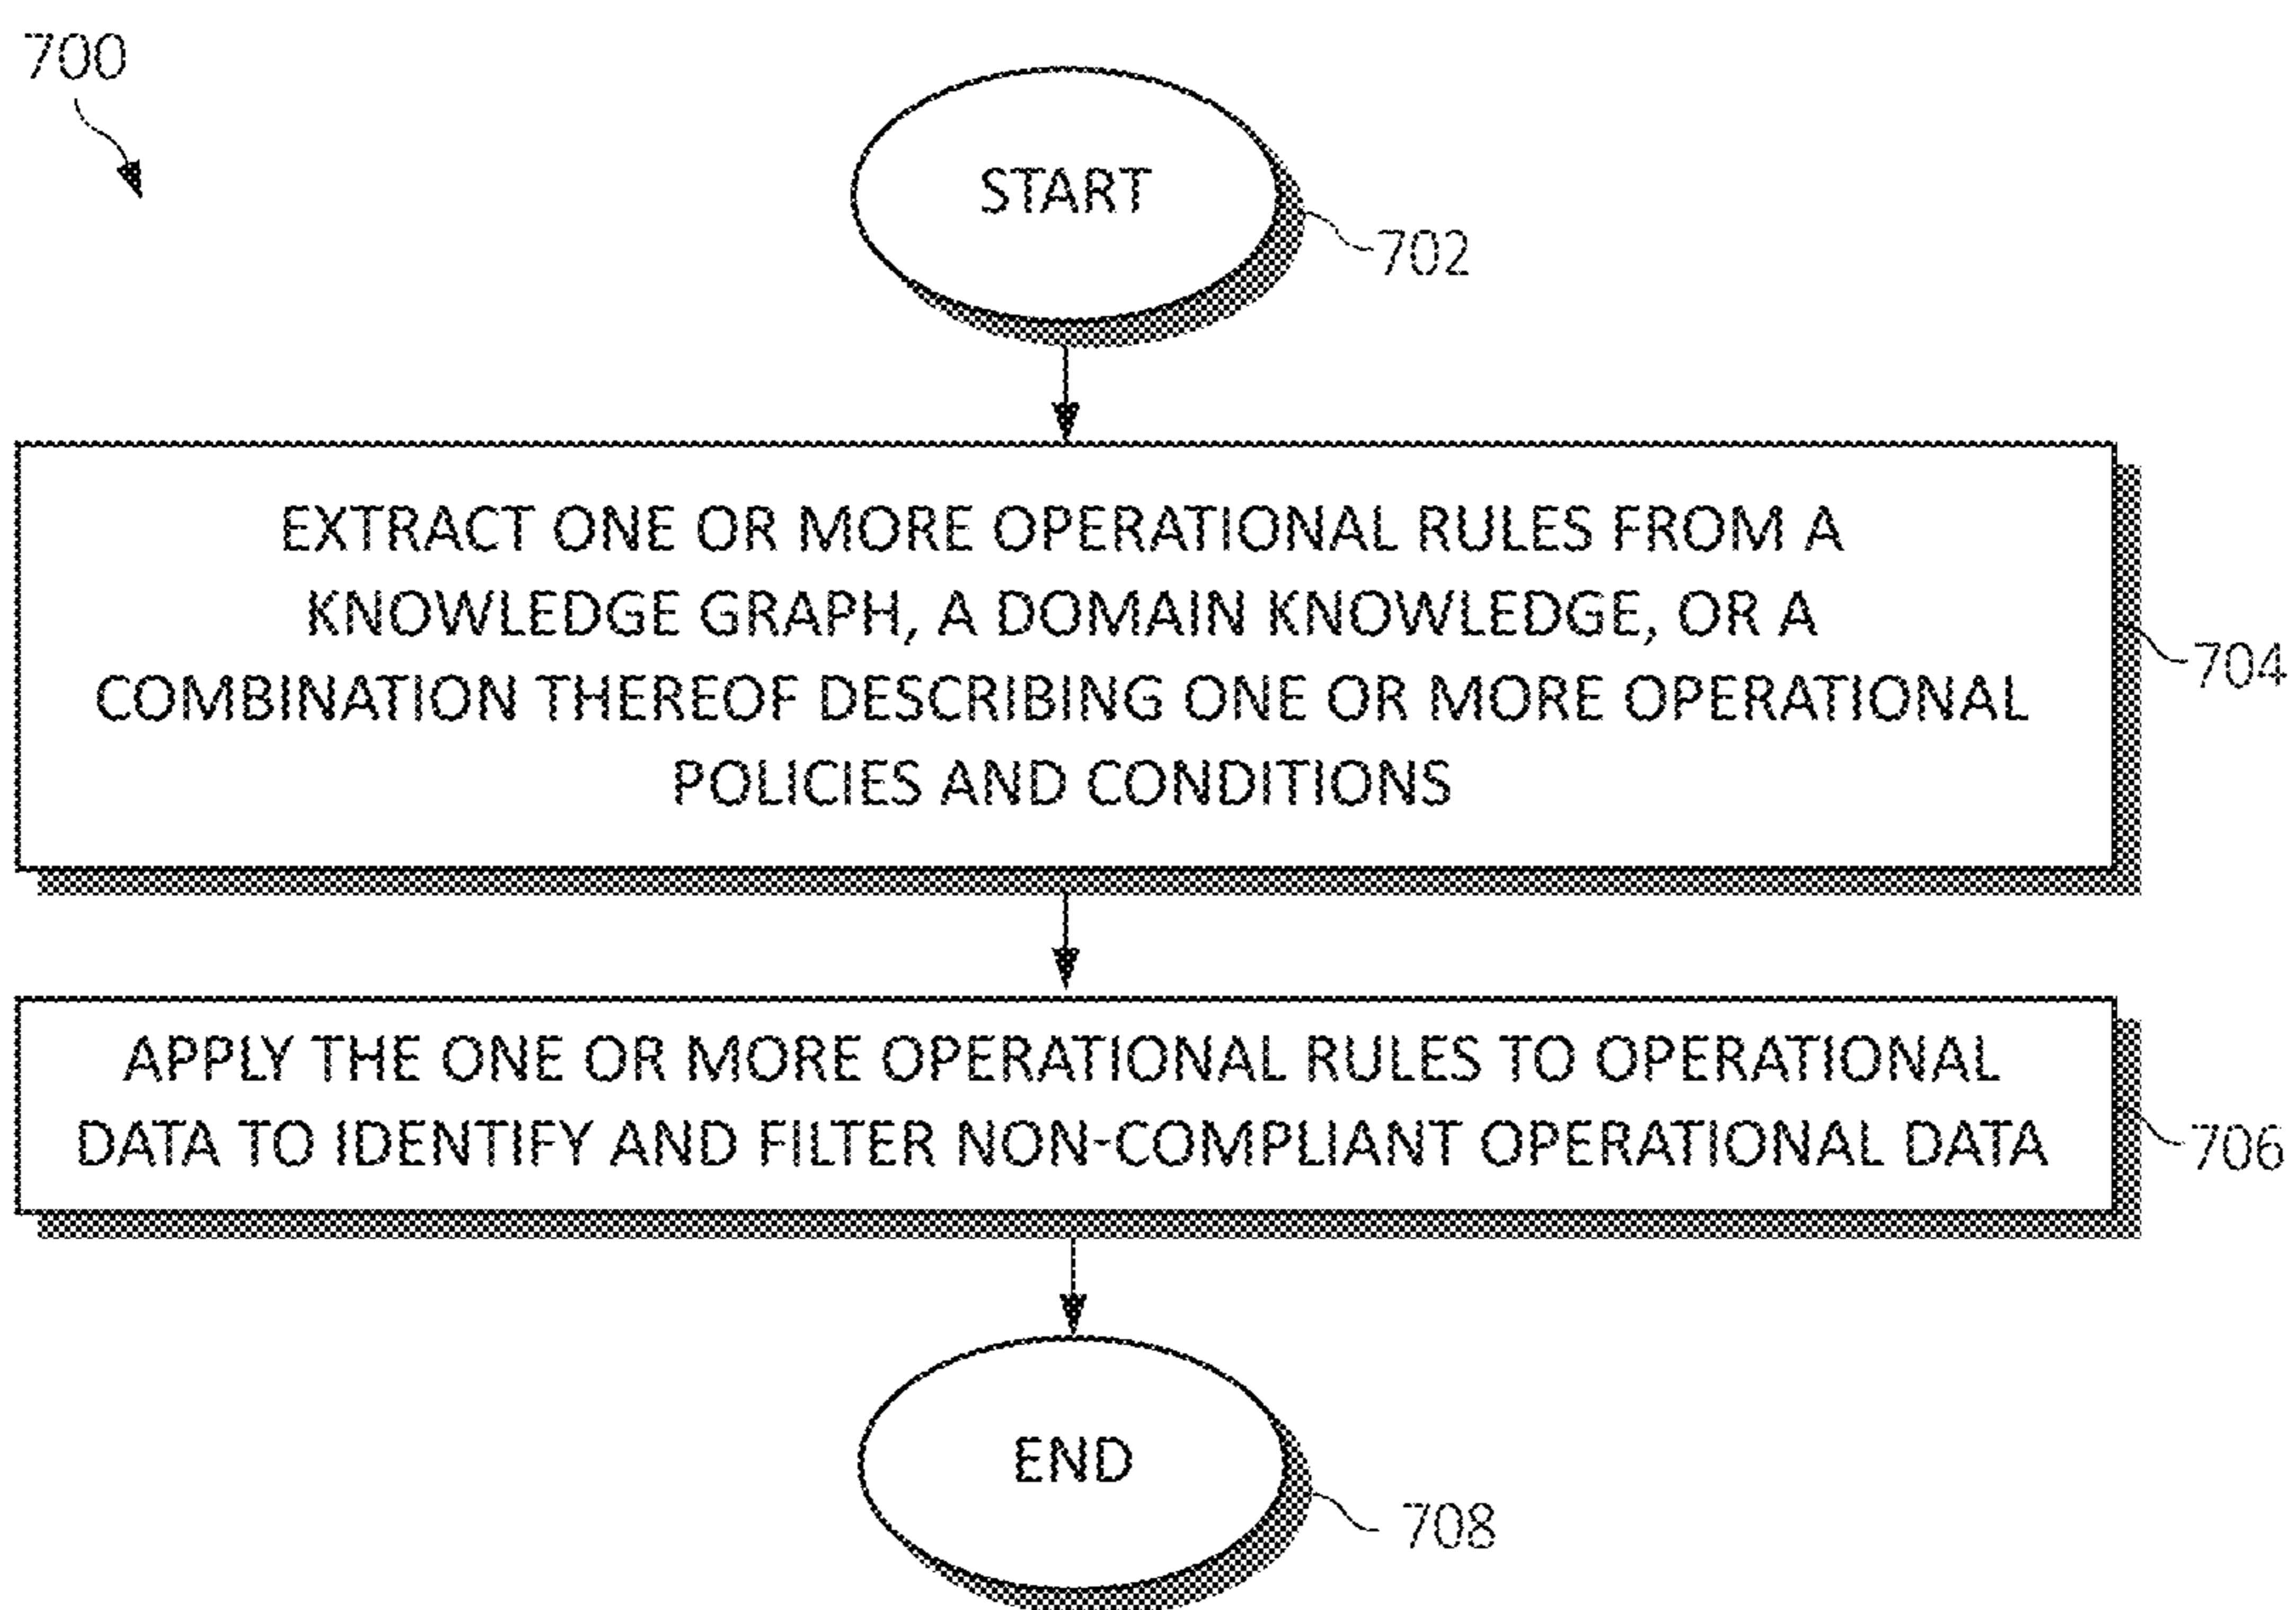 700
START
702
EXTRACT ONE OR MORE OPERATIONAL RULES FROM A
KNOWLEDGE GRAPH, A DOMAIN KNOWLEDGE, OR A
COMBINATION THEREOF DESCRIBING ONE OR MORE OPERATIONAL
POLICIES AND CONDITIONS
704
APPLY THE ONE OR MORE OPERATIONAL RULES TO OPERATIONAL
DATA TO IDENTIFY AND FILTER NON-COMPLIANT OPERATIONAL DATA
706
END
708